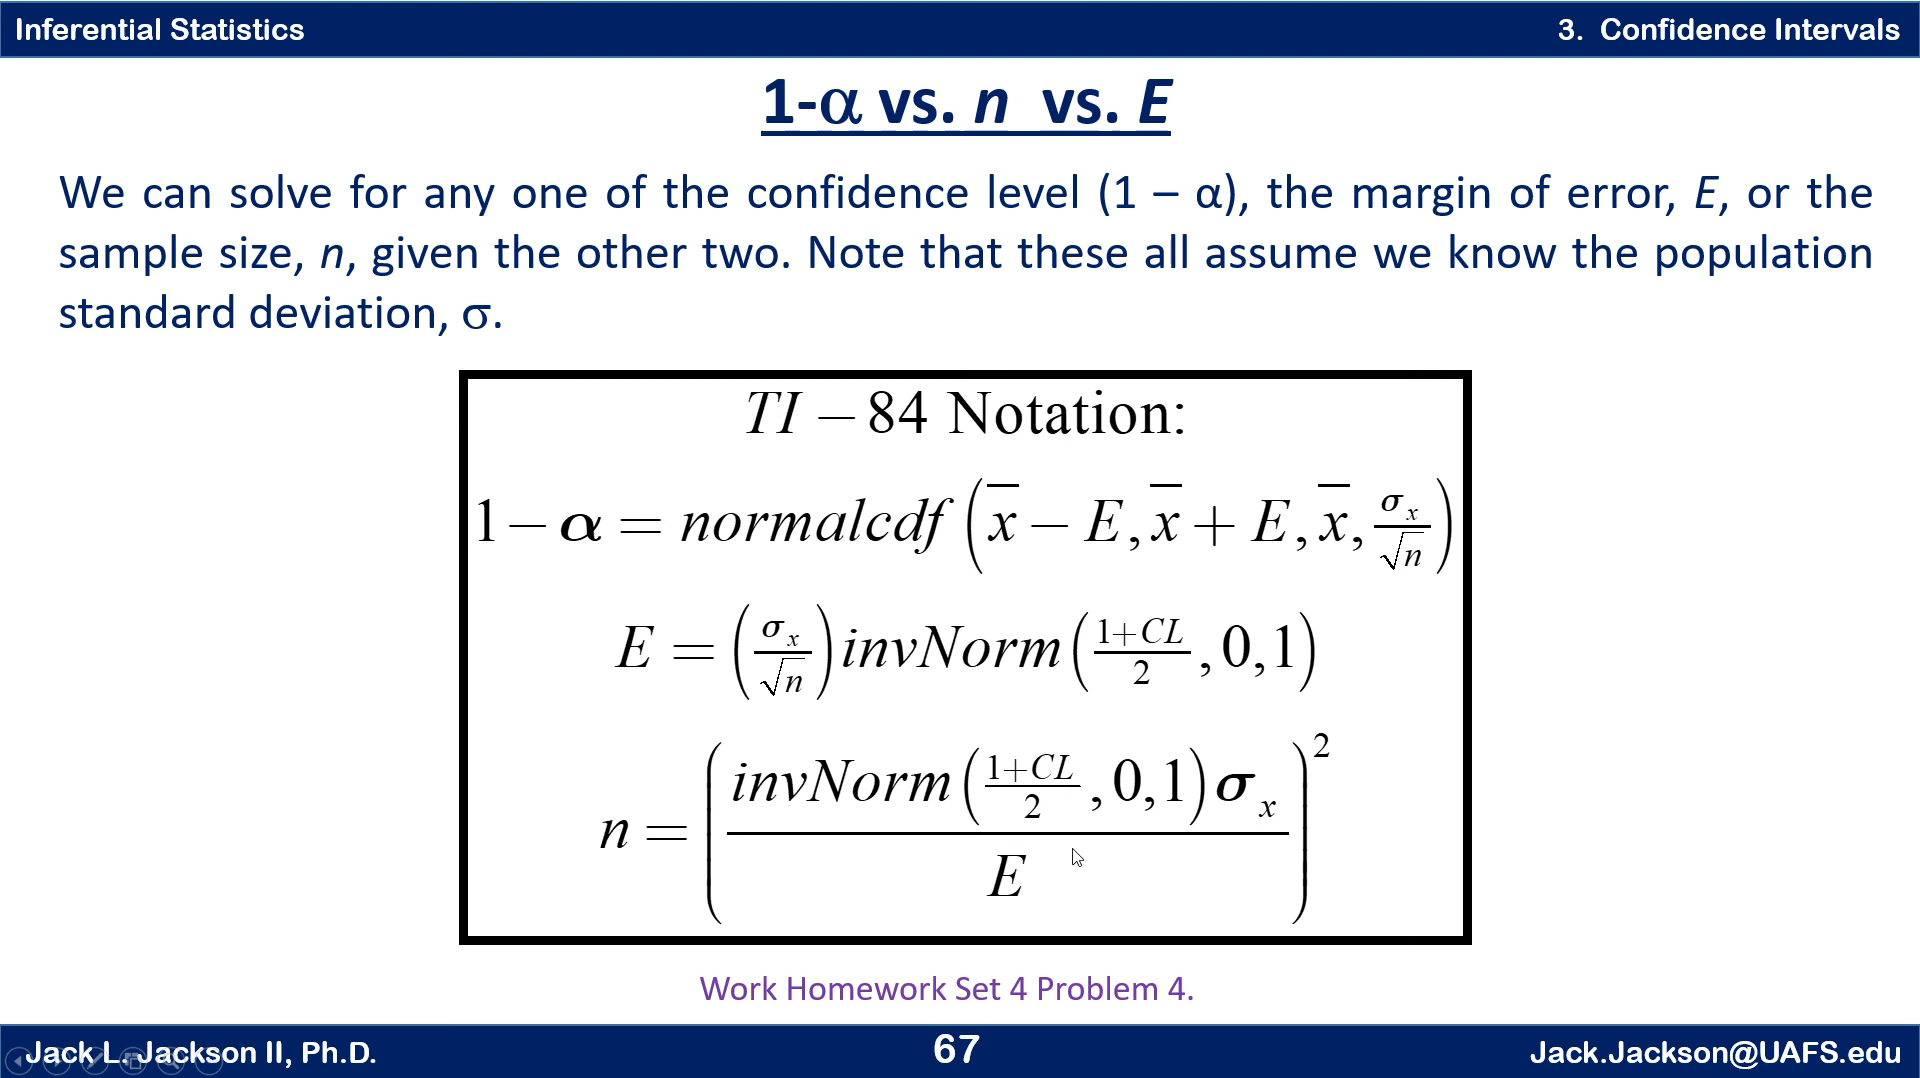 Inferential Statistics
3. Confidence Intervals
1-α vs. n vs. E
We can solve for any one of the confidence level (1 – α), the margin of error, E, or the
sample size, n, given the other two. Note that these all assume we know the population
standard deviation, σ.
TI – 84 Notation:
1 − α = normalcdf (x̅ − E, x̅ + E, x̅, σₓ/√n)
E = (σₓ/√n) invNorm((1+CL)/2, 0, 1)
n = (invNorm((1+CL)/2, 0, 1) σₓ / E)²
Work Homework Set 4 Problem 4.
Jack L. Jackson II, Ph.D.
67
Jack.Jackson@UAFS.edu